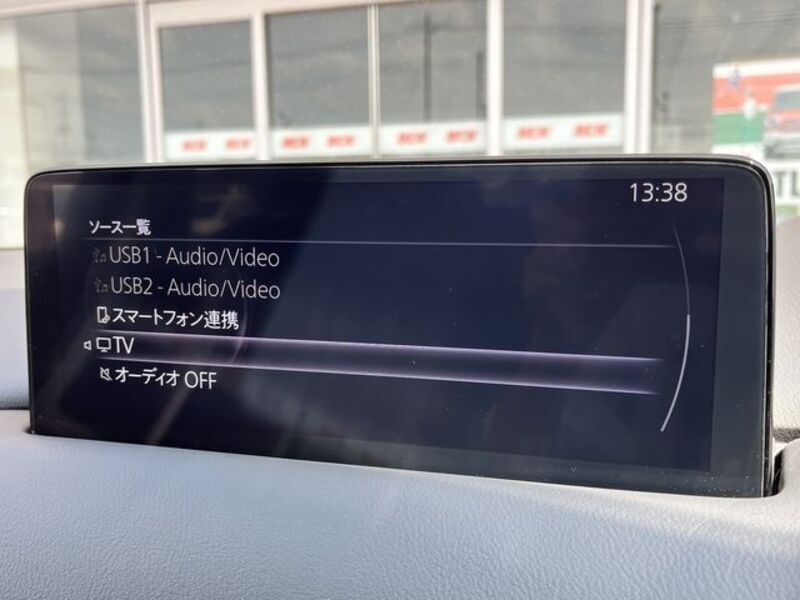 13:38
ソース一覧
USB1 - Audio/Video
USB2 - Audio/Video
スマートフォン連携
TV
オーディオ OFF